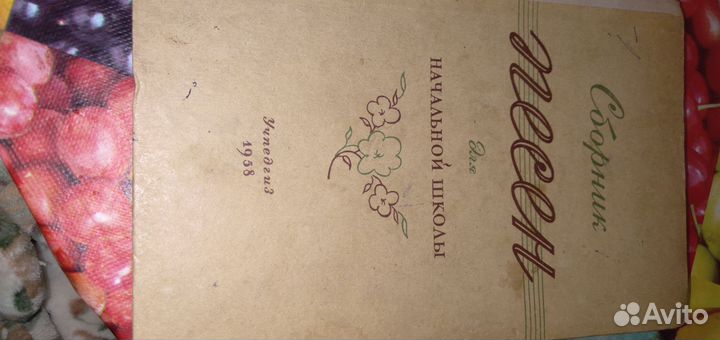 Сборник
песен
для
НАЧАЛЬНОЙ ШКОЛЫ
Учпедгиз
1958
Avito